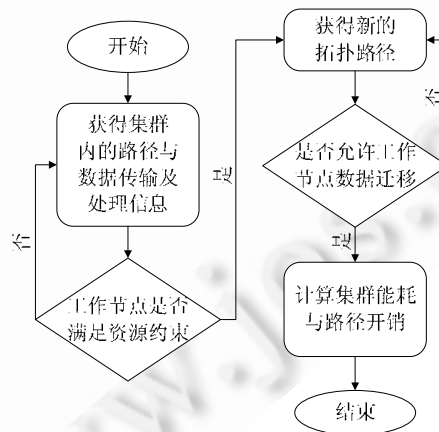 开始
获得集群
内的路径与
数据传输及
处理信息
否
工作节点是否
满足资源约束
是
获得新的
拓扑路径
否
是否允许工作
节点数据迁移
是
计算集群能耗
与路径开销
结束